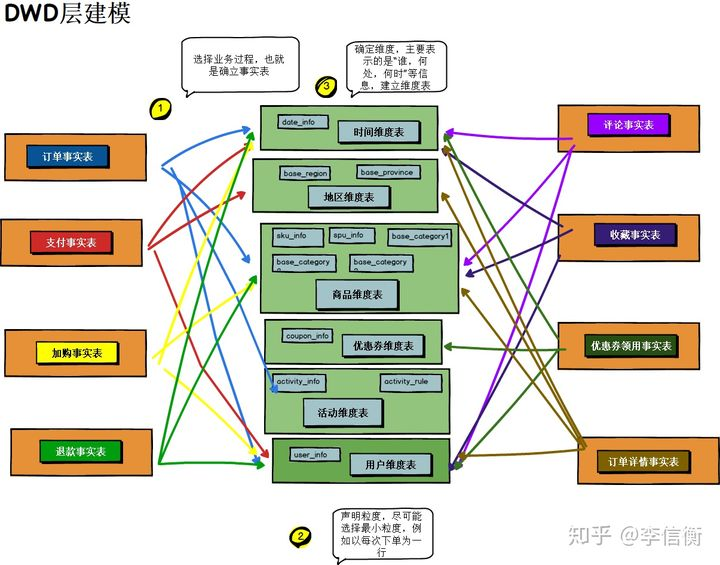 DWD层建模
选择业务过程，也就
是确立事实表
1
3
确定维度，主要表
示的是"谁，何
处，何时"等信
息，建立维度表
date_info
时间维度表
订单事实表
评论事实表
base_region
base_province
地区维度表
支付事实表
收藏事实表
sku_info
spu_info
base_category1
base_category
base_category
商品维度表
加购事实表
coupon_info
优惠券维度表
优惠券领用事实表
activity_info
activity_rule
活动维度表
退款事实表
user_info
用户维度表
订单详情事实表
2
声明粒度，尽可能
选择最小粒度，例
如以每次下单为一
行
知乎 @李信衡